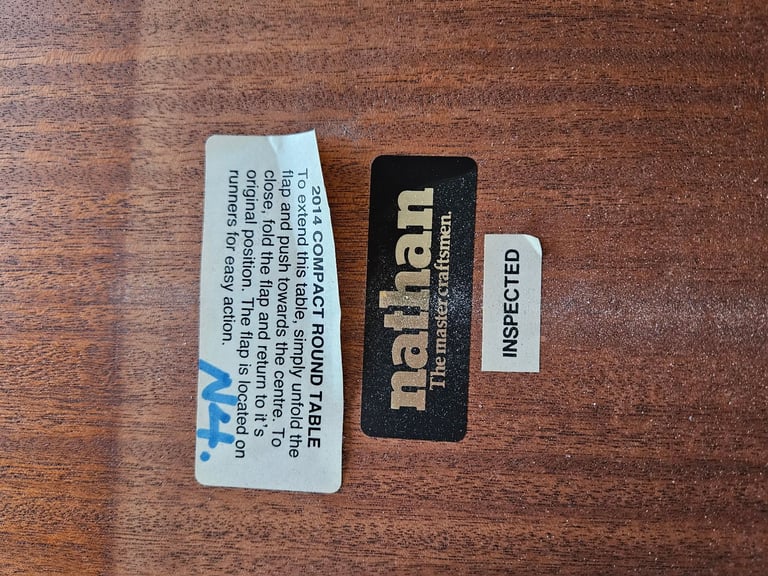 2014 COMPACT ROUND TABLE
To extend this table, simply unfold the
flap and push towards the centre. To
close, fold the flap and return to it's
original position. The flap is located on
runners for easy action.
N4.
nathan
The master craftsmen.
INSPECTED